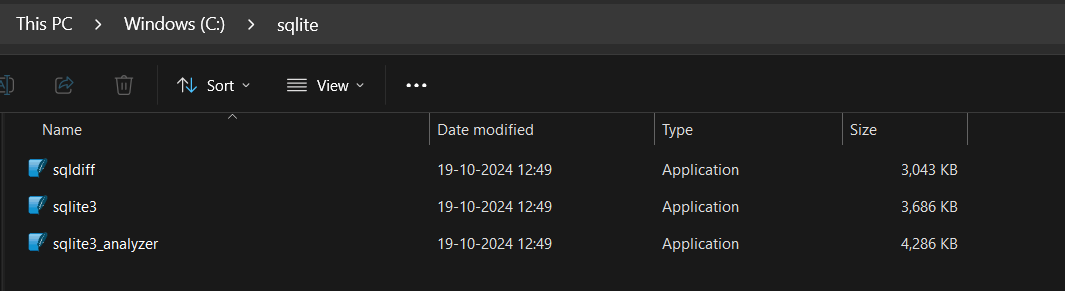 This PC > Windows (C:) > sqlite
Sort View •••
Name Date modified Type Size
sqldiff 19-10-2024 12:49 Application 3,043 KB
sqlite3 19-10-2024 12:49 Application 3,686 KB
sqlite3_analyzer 19-10-2024 12:49 Application 4,286 KB